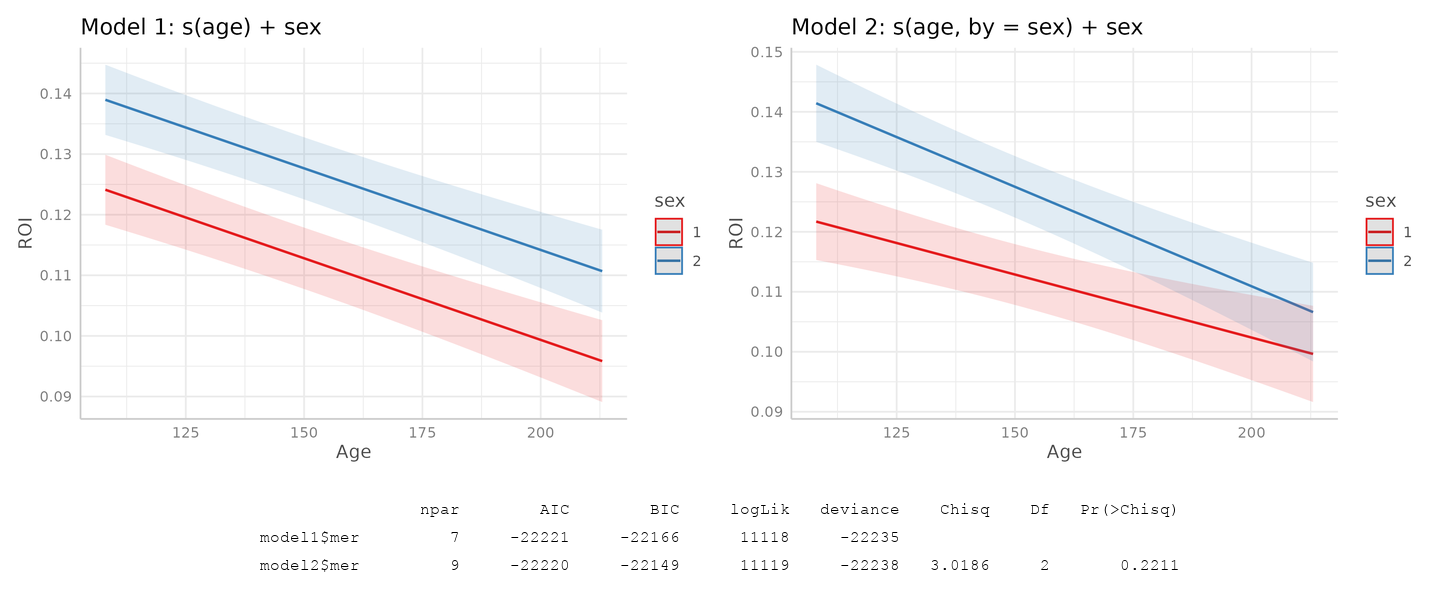 Model 1: s(age) + sex
0.14
0.13
0.12
0.11
0.10
0.09
ROI
125 150 175 200
Age
sex
1
2
Model 2: s(age, by = sex) + sex
0.15
0.14
0.13
0.12
0.11
0.10
0.09
ROI
125 150 175 200
Age
sex
1
2
npar AIC BIC logLik deviance Chisq Df Pr(>Chisq)
model1$mer 7 -22221 -22166 11118 -22235
model2$mer 9 -22220 -22149 11119 -22238 3.0186 2 0.2211